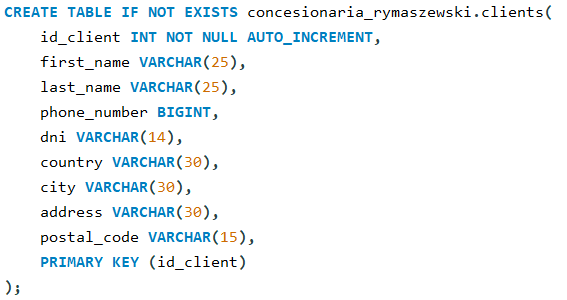 CREATE TABLE IF NOT EXISTS concesionaria_rymaszewski.clients(
    id_client INT NOT NULL AUTO_INCREMENT,
    first_name VARCHAR(25),
    last_name VARCHAR(25),
    phone_number BIGINT,
    dni VARCHAR(14),
    country VARCHAR(30),
    city VARCHAR(30),
    address VARCHAR(30),
    postal_code VARCHAR(15),
    PRIMARY KEY (id_client)
);